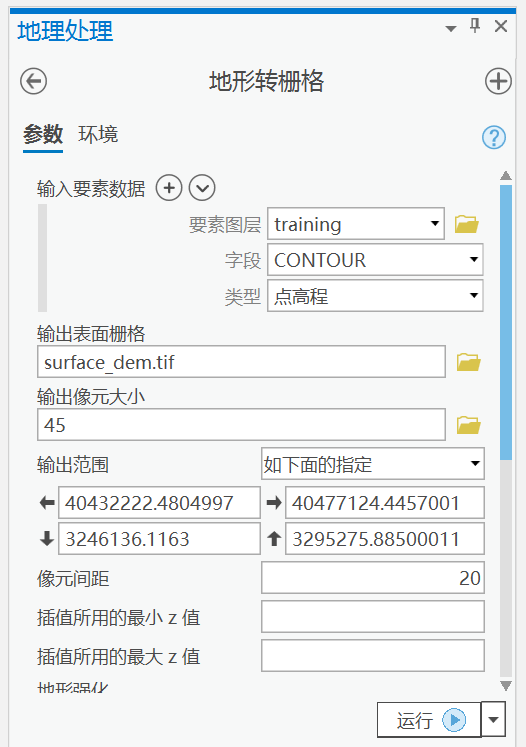 地理处理
地形转栅格
参数 环境
输入要素数据
要素图层 training
字段 CONTOUR
类型 点高程
输出表面栅格
surface_dem.tif
输出像元大小
45
输出范围 如下面的指定
40432222.4804997 40477124.4457001
3246136.1163 3295275.88500011
像元间距 20
插值所用的最小 z 值
插值所用的最大 z 值
地形强化
运行